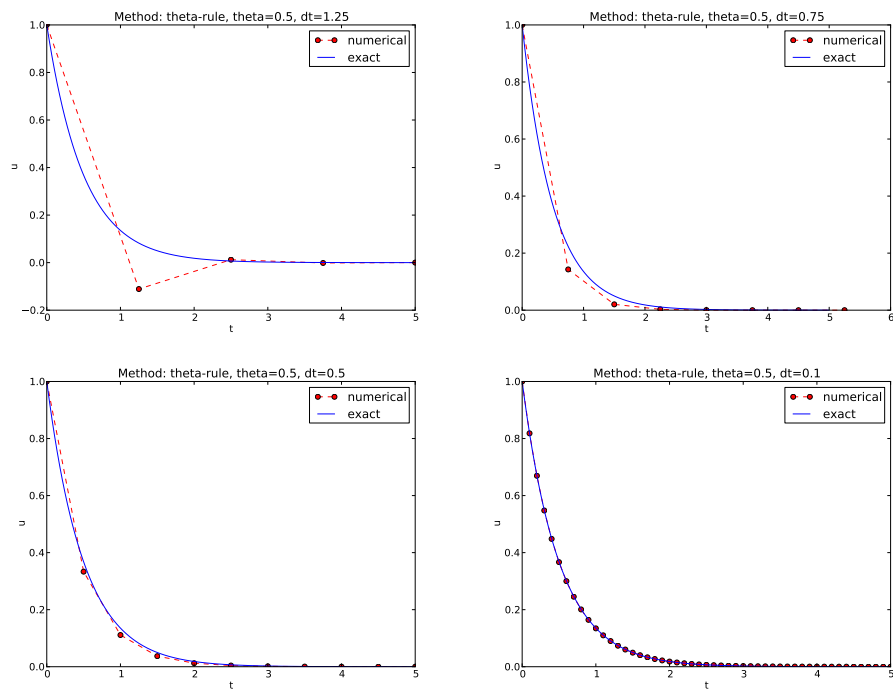 Method: theta-rule, theta=0.5, dt=1.25
numerical
exact
1.0
0.8
0.6
0.4
0.2
0.0
−0.2
u
0 1 2 3 4 5
t
Method: theta-rule, theta=0.5, dt=0.75
numerical
exact
1.0
0.8
0.6
0.4
0.2
0.0
u
0 1 2 3 4 5 6
t
Method: theta-rule, theta=0.5, dt=0.5
numerical
exact
1.0
0.8
0.6
0.4
0.2
0.0
u
0 1 2 3 4 5
t
Method: theta-rule, theta=0.5, dt=0.1
numerical
exact
1.0
0.8
0.6
0.4
0.2
0.0
u
0 1 2 3 4 5
t